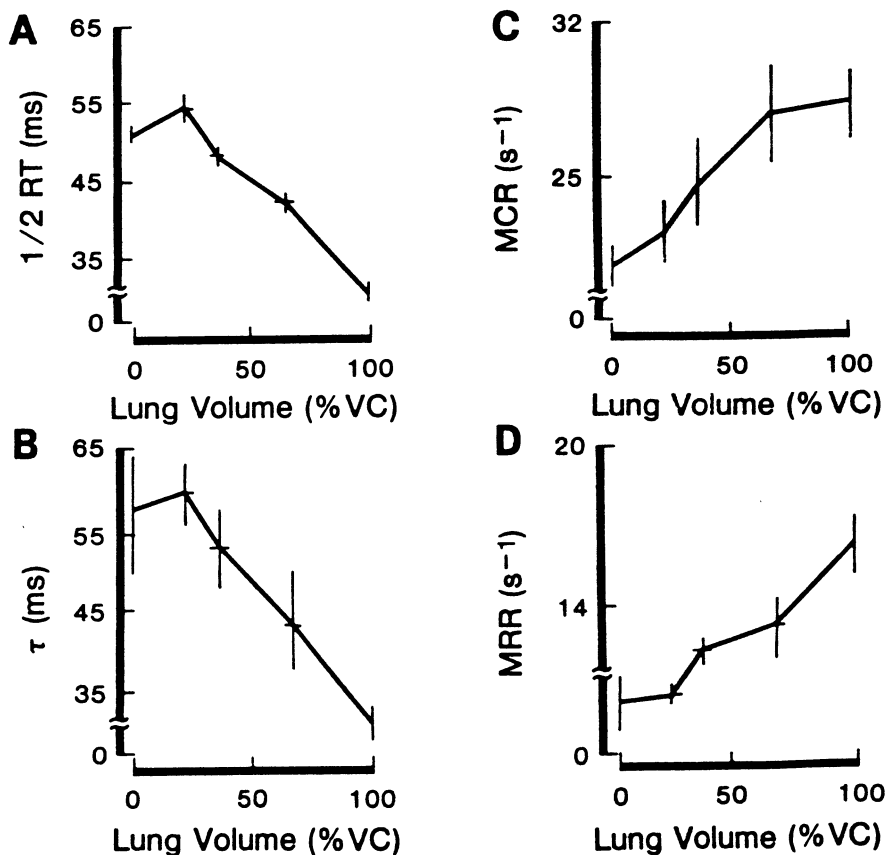 A
65
55
45
35
0
1/2 RT (ms)
0 50 100
Lung Volume (% VC)
B
65
55
45
35
0
τ (ms)
0 50 100
Lung Volume (% VC)
C
32
25
0
MCR (s−1)
0 50 100
Lung Volume (% VC)
D
20
14
0
MRR (s−1)
0 50 100
Lung Volume (% VC)